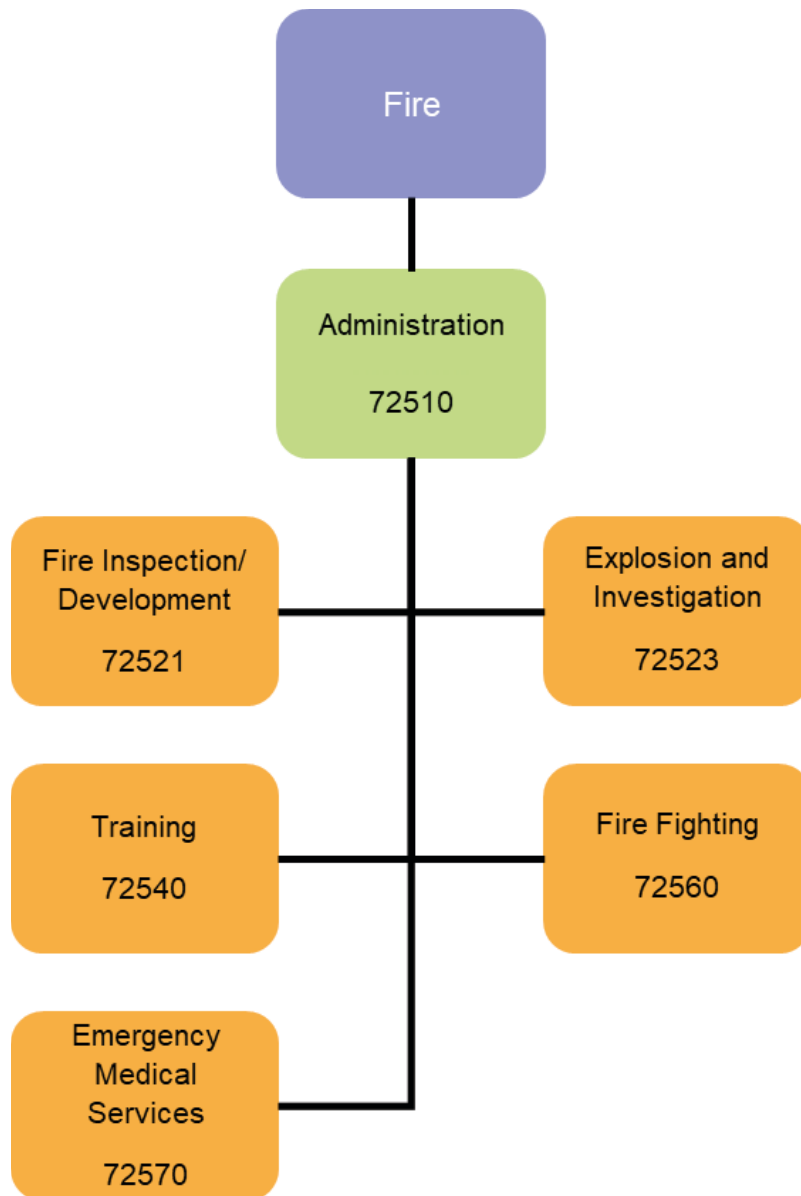 Fire
Administration
72510
Fire Inspection/
Development
72521
Explosion and
Investigation
72523
Training
72540
Fire Fighting
72560
Emergency
Medical
Services
72570